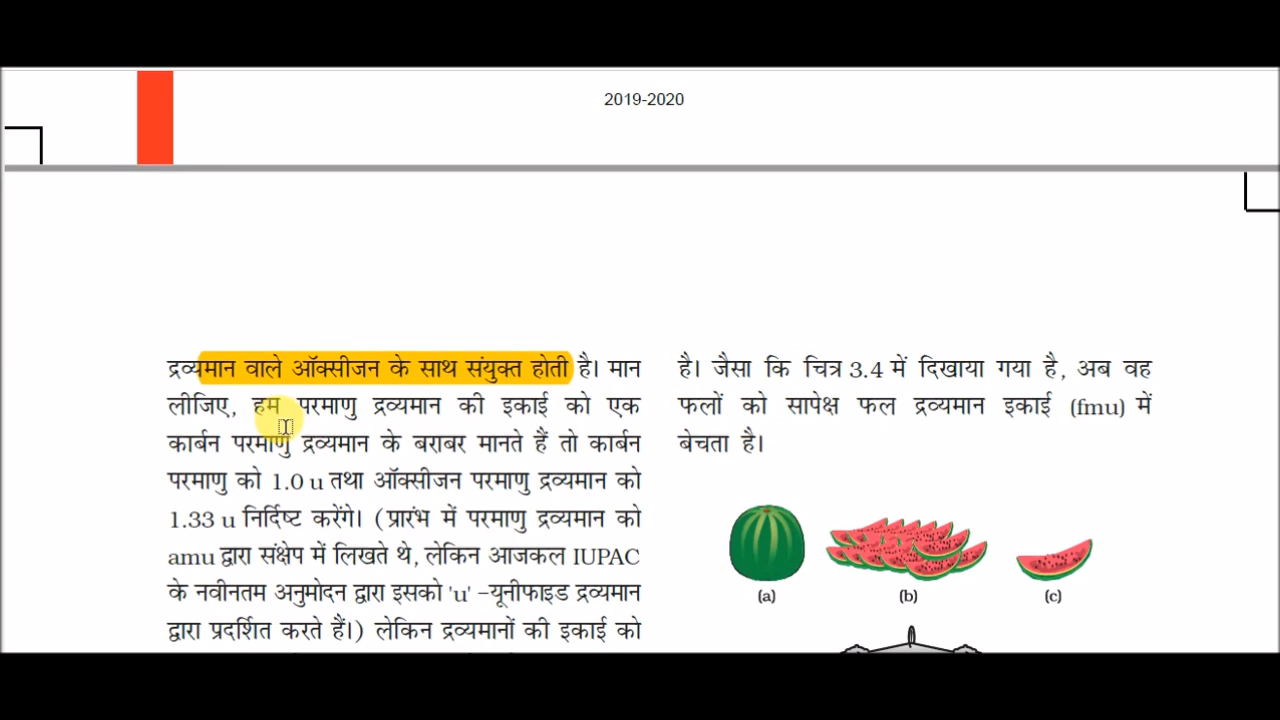 2019-2020
द्रव्यमान वाले ऑक्सीजन के साथ संयुक्त होती है। मान
लीजिए, हम परमाणु द्रव्यमान की इकाई को एक
कार्बन परमाणु द्रव्यमान के बराबर मानते हैं तो कार्बन
परमाणु को 1.0 u तथा ऑक्सीजन परमाणु द्रव्यमान को
1.33 u निर्दिष्ट करेंगे। (प्रारंभ में परमाणु द्रव्यमान को
amu द्वारा संक्षेप में लिखते थे, लेकिन आजकल IUPAC
के नवीनतम अनुमोदन द्वारा इसको 'u' –यूनीफाइड द्रव्यमान
द्वारा प्रदर्शित करते हैं।) लेकिन द्रव्यमानों की इकाई को
है। जैसा कि चित्र 3.4 में दिखाया गया है, अब वह
फलों को सापेक्ष फल द्रव्यमान इकाई (fmu) में
बेचता है।
(a) (b) (c)